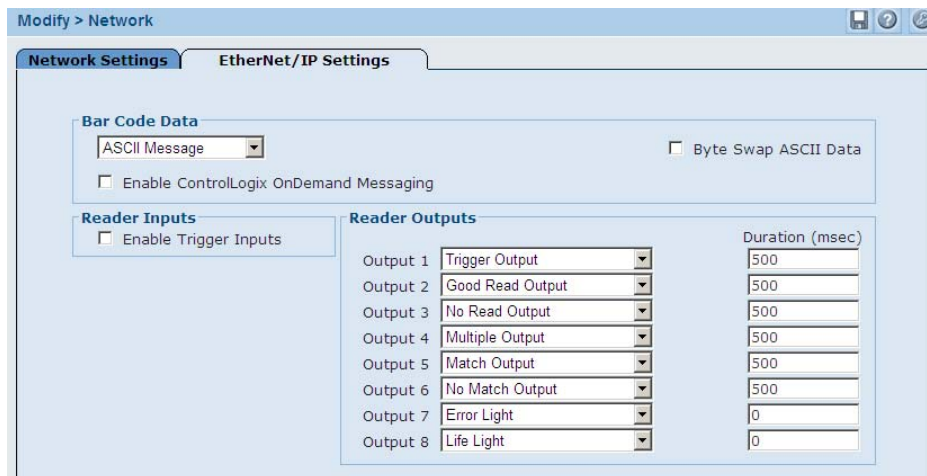 Modify > Network
Network Settings
EtherNet/IP Settings
Bar Code Data
ASCII Message
Byte Swap ASCII Data
Enable ControlLogix OnDemand Messaging
Reader Inputs
Enable Trigger Inputs
Reader Outputs
Duration (msec)
Output 1 Trigger Output 500
Output 2 Good Read Output 500
Output 3 No Read Output 500
Output 4 Multiple Output 500
Output 5 Match Output 500
Output 6 No Match Output 500
Output 7 Error Light 0
Output 8 Life Light 0